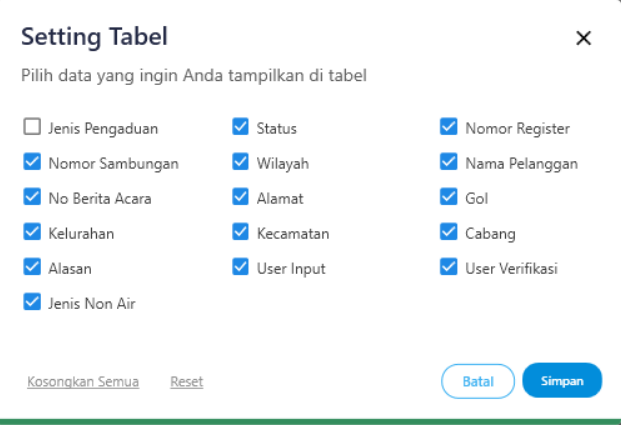 Setting Tabel
Pilih data yang ingin Anda tampilkan di tabel
Jenis Pengaduan
Status
Nomor Register
Nomor Sambungan
Wilayah
Nama Pelanggan
No Berita Acara
Alamat
Gol
Kelurahan
Kecamatan
Cabang
Alasan
User Input
User Verifikasi
Jenis Non Air
Kosongkan Semua
Reset
Batal
Simpan